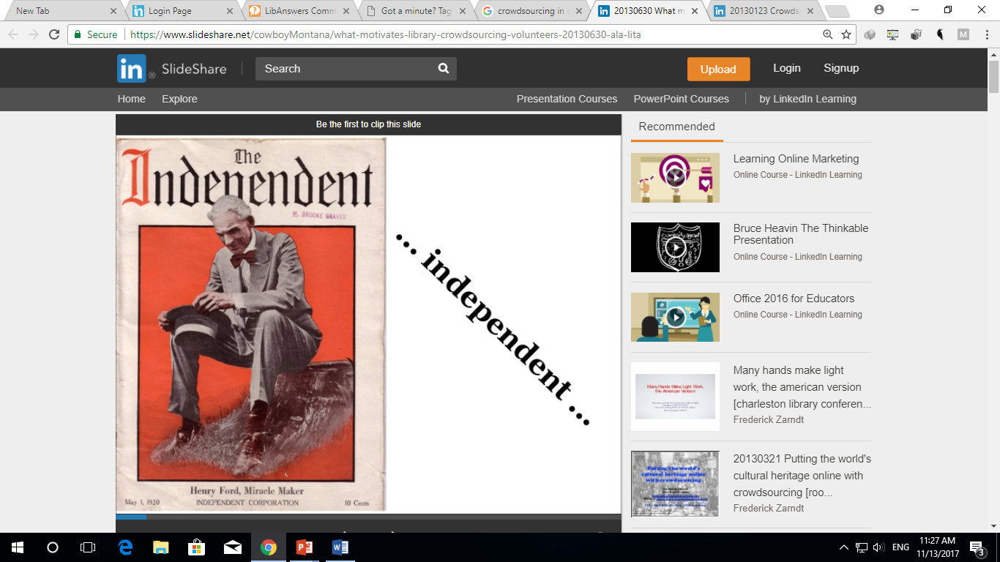 New Tab
Login Page
LibAnswers Comm
Got a minute? Tag
crowdsourcing in
20130630 What m
20130123 Crowds
Secure
https://www.slideshare.net/cowboyMontana/what-motivates-library-crowdsourcing-volunteers-20130630-ala-lita
M
in ® SlideShare
Search
Upload
Login
Signup
Home
Explore
Presentation Courses
PowerPoint Courses
by LinkedIn Learning
Be the first to clip this slide
The
Independent
W. BROOKE GRAVES
Henry Ford, Miracle Maker
May 1, 1920
INDEPENDENT CORPORATION
10 Cents
... independent ...
Recommended
Learning Online Marketing
Online Course - LinkedIn Learning
Bruce Heavin The Thinkable
Presentation
Online Course - LinkedIn Learning
Office 2016 for Educators
Online Course - LinkedIn Learning
Many Hands Make Light Work,
the American Version
Many hands make light
work, the american version
[charleston library conferen...
Frederick Zarndt
Putting the world's
cultural heritage online
with crowdsourcing
20130321 Putting the world's
cultural heritage online with
crowdsourcing [roo...
Frederick Zarndt
ENG
11:27 AM
11/13/2017
3